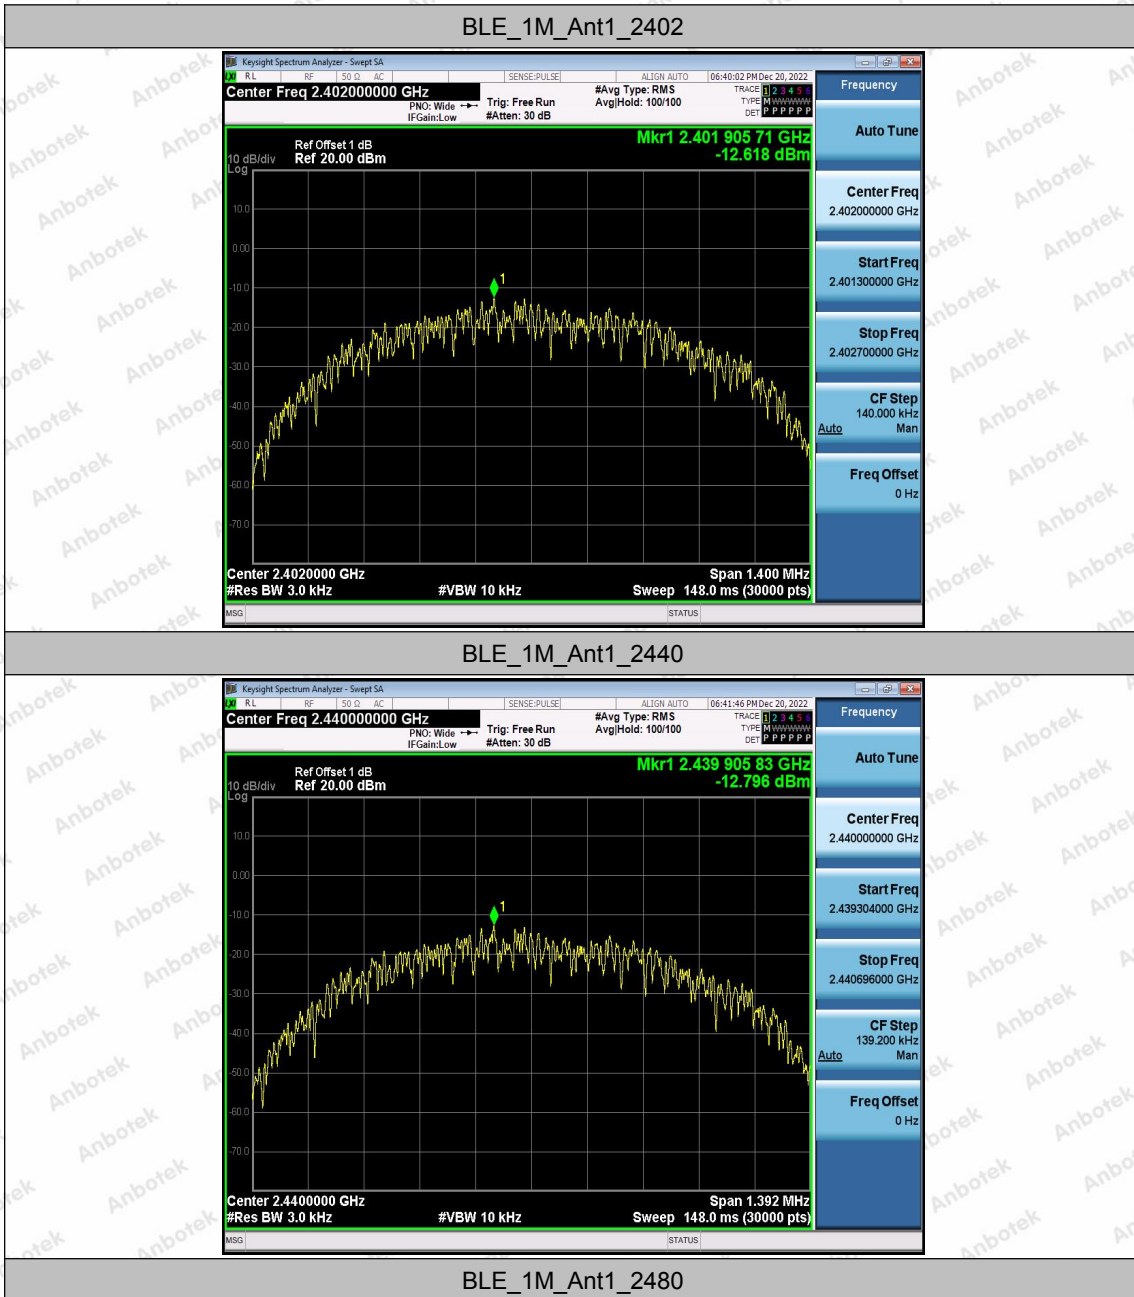 BLE_1M_Ant1_2402
Keysight Spectrum Analyzer - Swept SA
RL RF 50 Ω AC SENSE:PULSE ALIGN AUTO 06:40:02 PM Dec 20, 2022
Center Freq 2.402000000 GHz
PNO: Wide
IFGain:Low
Trig: Free Run
#Atten: 30 dB
#Avg Type: RMS
Avg|Hold: 100/100
TRACE 1 2 3 4 5 6
TYPE M W W W W W
DET P P P P P P
Frequency
Auto Tune
Center Freq
2.402000000 GHz
Start Freq
2.401300000 GHz
Stop Freq
2.402700000 GHz
CF Step
140.000 kHz
Auto Man
Freq Offset
0 Hz
Mkr1 2.401 905 71 GHz
-12.618 dBm
Ref Offset 1 dB
10 dB/div Ref 20.00 dBm
Log
10.0
0.00
-10.0
-20.0
-30.0
-40.0
-50.0
-60.0
-70.0
1
Center 2.4020000 GHz Span 1.400 MHz
#Res BW 3.0 kHz #VBW 10 kHz Sweep 148.0 ms (30000 pts)
MSG STATUS
BLE_1M_Ant1_2440
Keysight Spectrum Analyzer - Swept SA
RL RF 50 Ω AC SENSE:PULSE ALIGN AUTO 06:41:46 PM Dec 20, 2022
Center Freq 2.440000000 GHz
PNO: Wide
IFGain:Low
Trig: Free Run
#Atten: 30 dB
#Avg Type: RMS
Avg|Hold: 100/100
TRACE 1 2 3 4 5 6
TYPE M W W W W W
DET P P P P P P
Frequency
Auto Tune
Center Freq
2.440000000 GHz
Start Freq
2.439304000 GHz
Stop Freq
2.440696000 GHz
CF Step
139.200 kHz
Auto Man
Freq Offset
0 Hz
Mkr1 2.439 905 83 GHz
-12.796 dBm
Ref Offset 1 dB
10 dB/div Ref 20.00 dBm
Log
10.0
0.00
-10.0
-20.0
-30.0
-40.0
-50.0
-60.0
-70.0
1
Center 2.4400000 GHz Span 1.392 MHz
#Res BW 3.0 kHz #VBW 10 kHz Sweep 148.0 ms (30000 pts)
MSG STATUS
BLE_1M_Ant1_2480
Anbotek